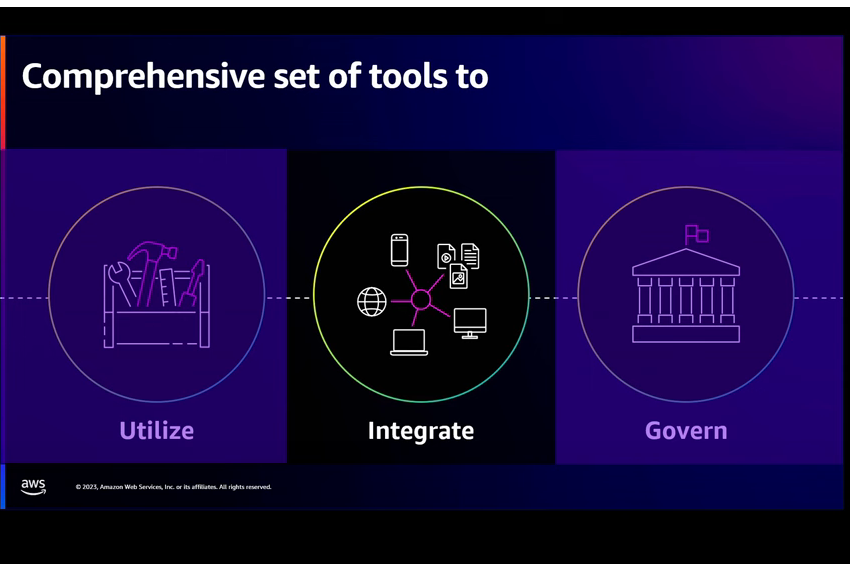 Comprehensive set of tools to
Utilize
Integrate
Govern
aws
© 2023, Amazon Web Services, Inc. or its affiliates. All rights reserved.